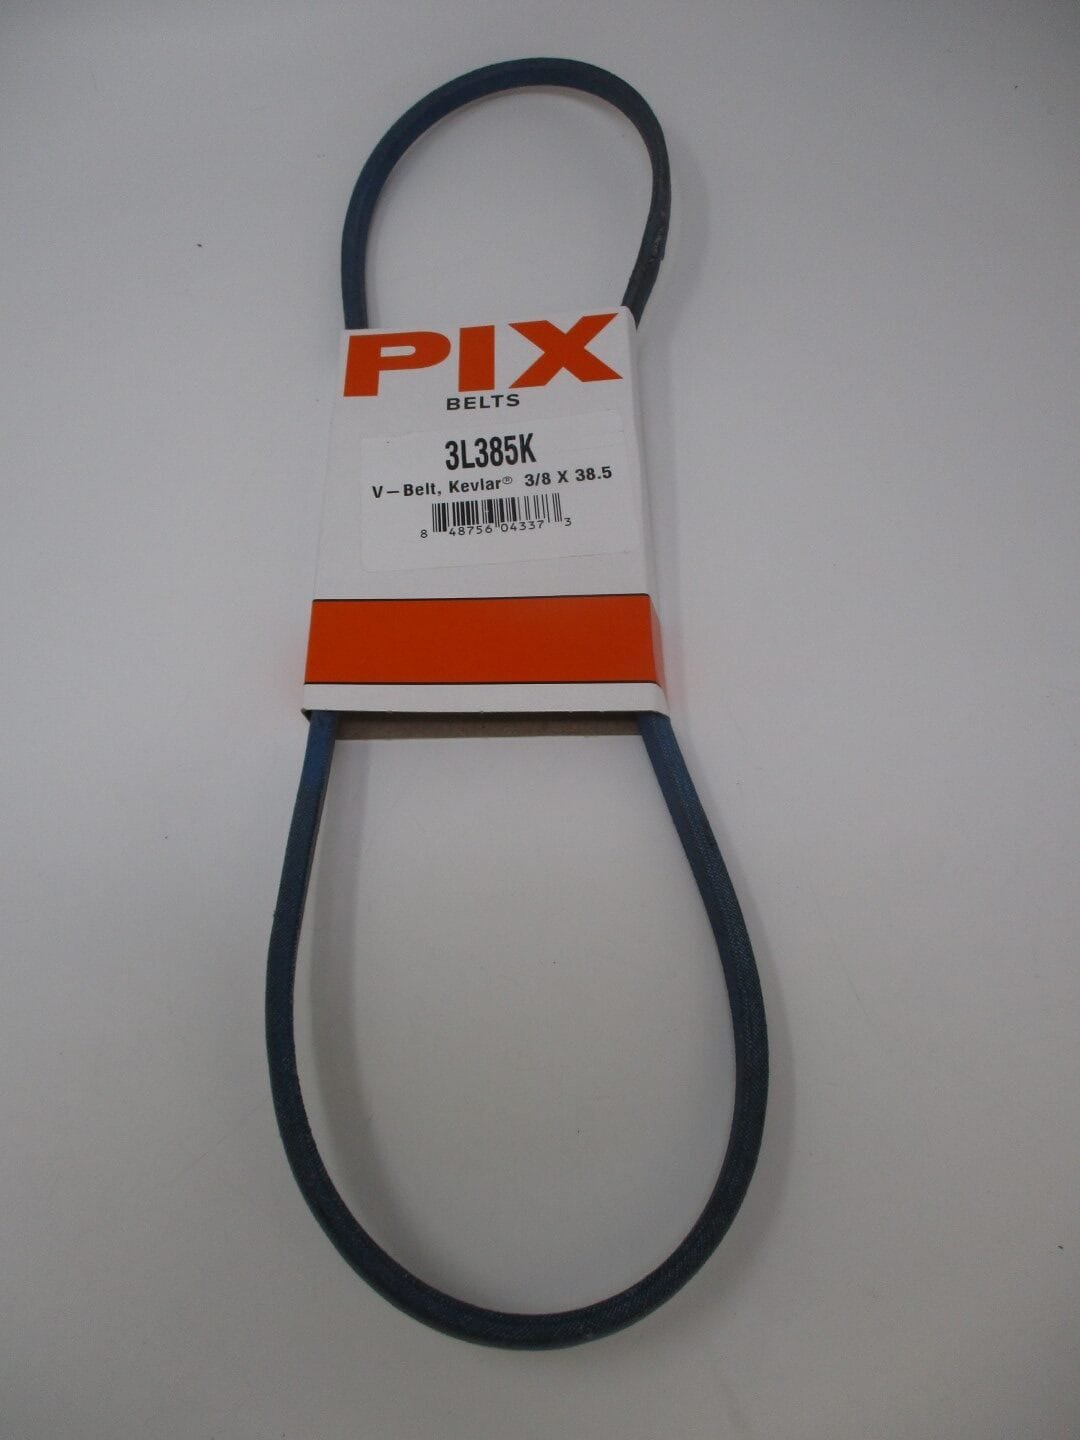 PIX
BELTS
3L385K
V-Belt, Kevlar® 3/8 X 38.5
8 48756 04337 3